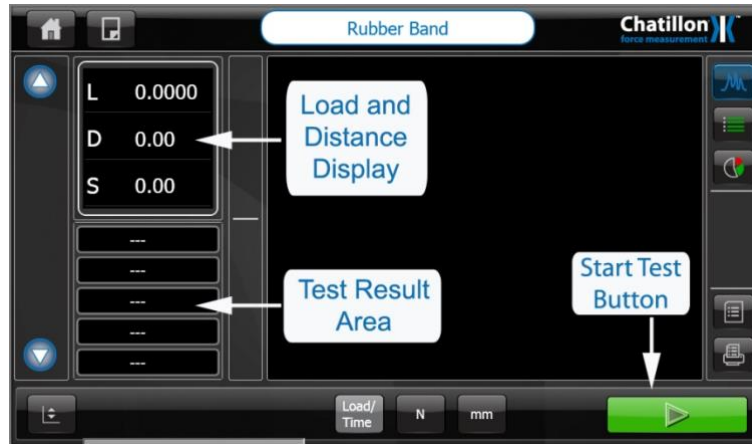 Rubber Band
Chatillon
force measurement
L 0.0000
D 0.00
S 0.00
Load and
Distance
Display
---
---
---
---
---
Test Result
Area
Start Test
Button
Load/
Time
N
mm